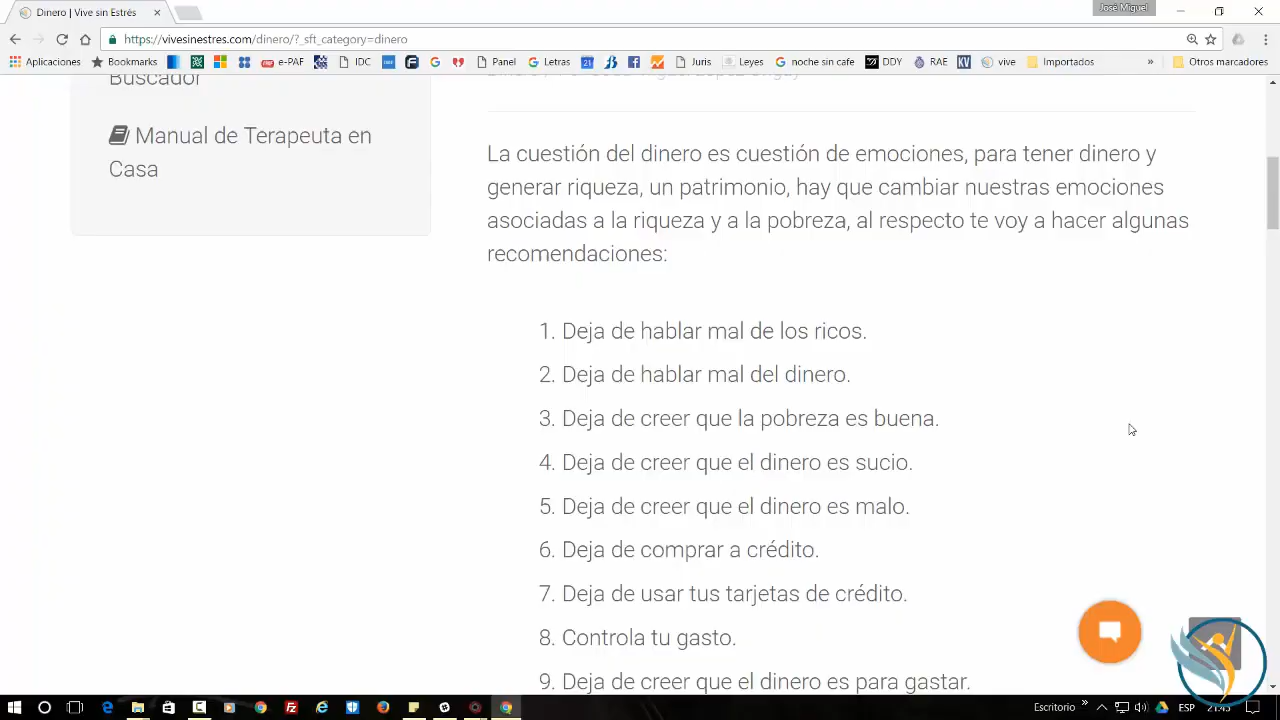 Dinero | Vive sin Estrés
José Miguel
https://vivesinestres.com/dinero/?_sft_category=dinero
Aplicaciones Bookmarks e-PAF IDC Panel Letras 21 Juris Leyes noche sin cafe DDY RAE KV vive Importados » Otros marcadores
Buscador
Manual de Terapeuta en
Casa
La cuestión del dinero es cuestión de emociones, para tener dinero y
generar riqueza, un patrimonio, hay que cambiar nuestras emociones
asociadas a la riqueza y a la pobreza, al respecto te voy a hacer algunas
recomendaciones:
1. Deja de hablar mal de los ricos.
2. Deja de hablar mal del dinero.
3. Deja de creer que la pobreza es buena.
4. Deja de creer que el dinero es sucio.
5. Deja de creer que el dinero es malo.
6. Deja de comprar a crédito.
7. Deja de usar tus tarjetas de crédito.
8. Controla tu gasto.
9. Deja de creer que el dinero es para gastar.
Escritorio » ESP